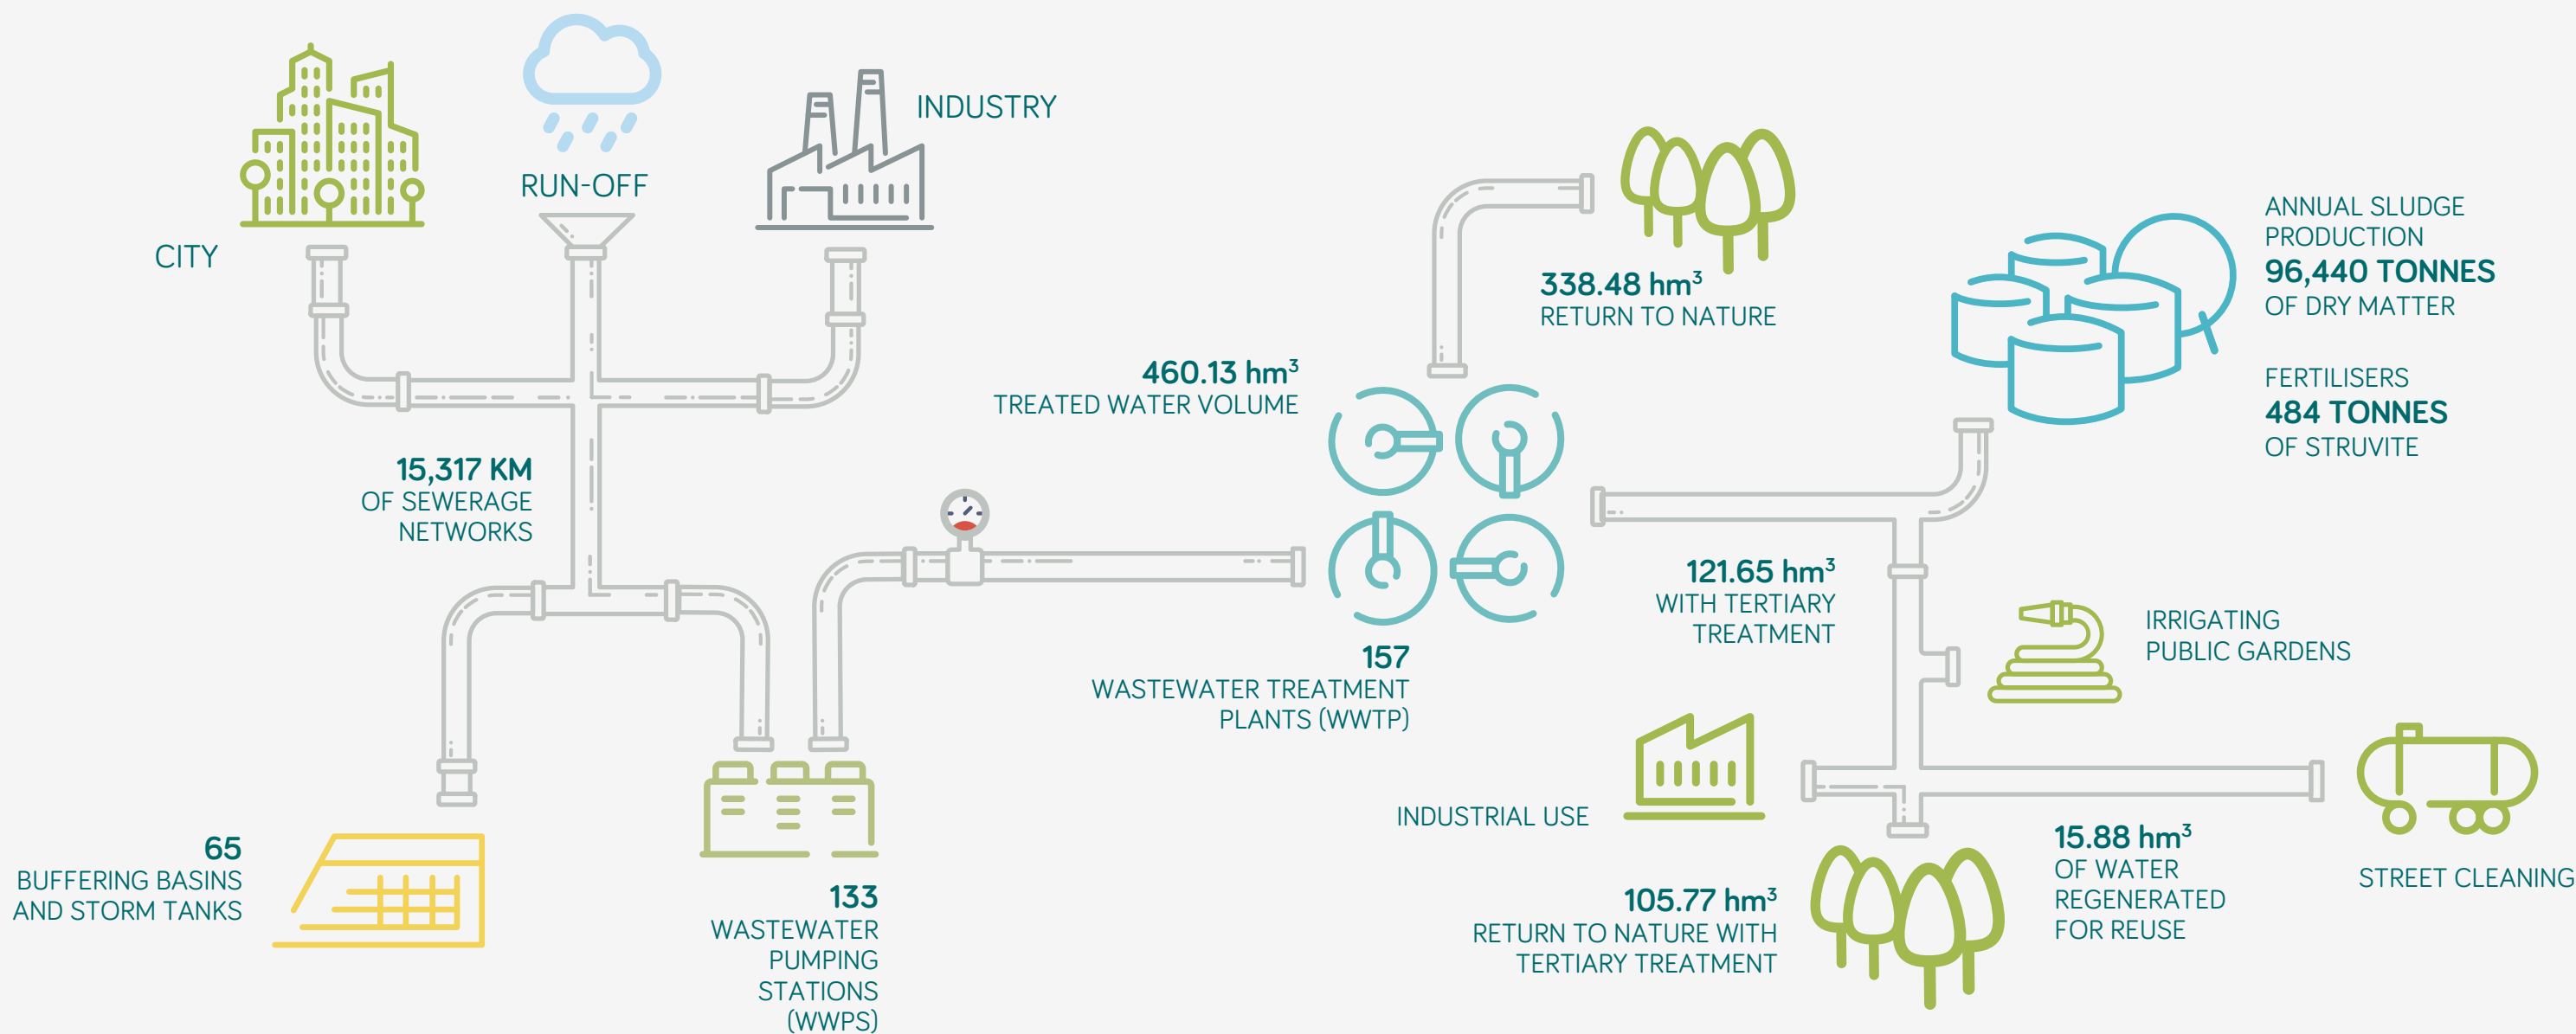 CITY
RUN-OFF
INDUSTRY
15,317 KM
OF SEWERAGE
NETWORKS
65
BUFFERING BASINS
AND STORM TANKS
133
WASTEWATER
PUMPING
STATIONS
(WWPS)
460.13 hm³
TREATED WATER VOLUME
157
WASTEWATER TREATMENT
PLANTS (WWTP)
338.48 hm³
RETURN TO NATURE
ANNUAL SLUDGE
PRODUCTION
96,440 TONNES
OF DRY MATTER
FERTILISERS
484 TONNES
OF STRUVITE
121.65 hm³
WITH TERTIARY
TREATMENT
IRRIGATING
PUBLIC GARDENS
INDUSTRIAL USE
STREET CLEANING
105.77 hm³
RETURN TO NATURE WITH
TERTIARY TREATMENT
15.88 hm³
OF WATER
REGENERATED
FOR REUSE